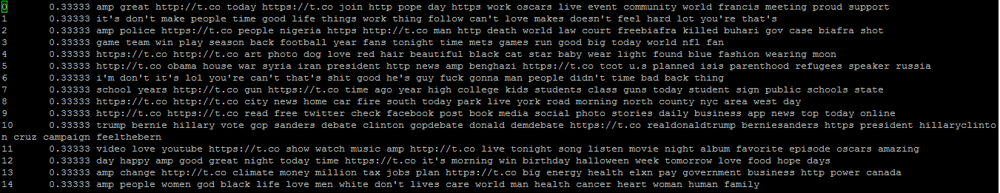 0 0.33333 amp great http://t.co today https://t.co join http pope day https work oscars live event community world francis meeting proud support
1 0.33333 it's don't make people time good life things work thing follow can't love makes doesn't feel hard lot you're that's
2 0.33333 amp police https://t.co people nigeria https http://t.co man http death world law court freebiafra killed buhari gov case biafra shot
3 0.33333 game team win play season back football year fans tonight time mets games run good big today world nfl fan
4 0.33333 https://t.co http://t.co art photo dog love red hair beautiful black cat star baby wear light found blue fashion wearing moon
5 0.33333 http://t.co obama house war syria iran president http news amp benghazi https://t.co tcot u.s planned isis parenthood refugees speaker russia
6 0.33333 i'm don't it's lol you're can't that's shit good he's guy fuck gonna man people didn't time bad back thing
7 0.33333 school years http://t.co gun https://t.co time ago year high college kids students class guns today student sign public schools state
8 0.33333 https://t.co http://t.co city news home car fire south today park live york road morning north county nyc area west day
9 0.33333 http://t.co https://t.co read free twitter check facebook post book media social photo stories daily business app news top today online
10 0.33333 trump bernie hillary vote gop sanders debate clinton gopdebate donald demdebate https://t.co realdonaldtrump berniesanders https president hillaryclinto
n cruz campaign feelthebern
11 0.33333 video love youtube https://t.co show watch music amp http://t.co live tonight song listen movie night album favorite episode oscars amazing
12 0.33333 day happy amp good great night today time https://t.co it's morning win birthday halloween week tomorrow love food hope days
13 0.33333 amp change http://t.co climate money million tax jobs plan https://t.co big energy health elxn pay government business http power canada
14 0.33333 amp people women god black life love men white don't lives care world man health cancer heart woman human family